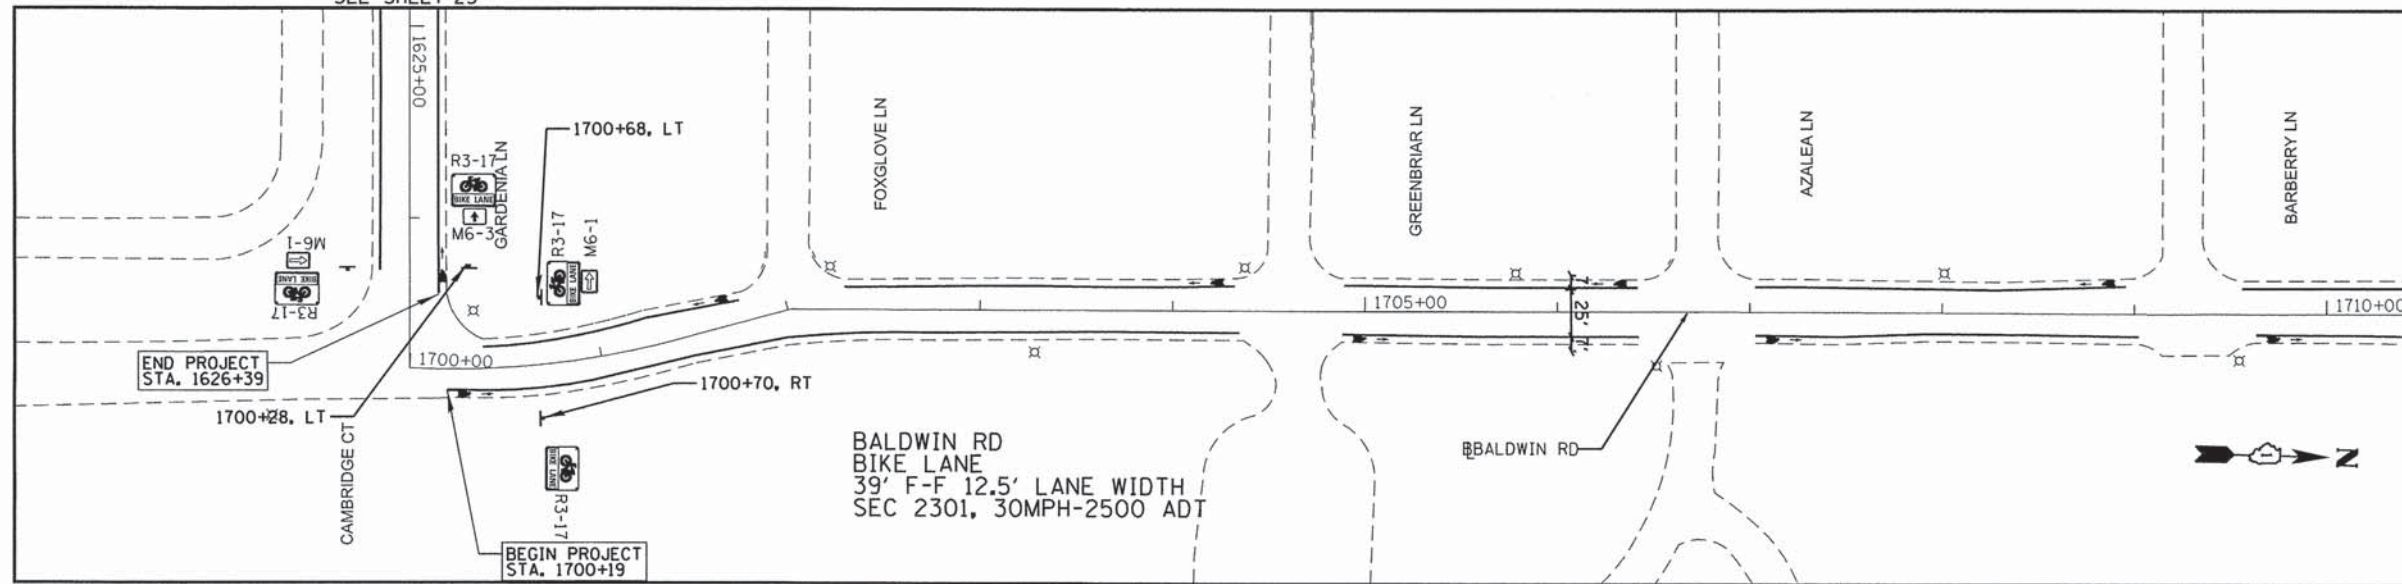 SEE SHEET 25
1625+00
1700+68, LT
R3-17
BIKE LANE
M6-3
GARDENIA LN
R3-17
BIKE LANE
M6-1
FOXGLOVE LN
GREENBRIAR LN
AZALEA LN
BARBERRY LN
M6-1
BIKE LANE
R3-17
1705+00
7'
25'
7'
1710+00
1700+00
END PROJECT
STA. 1626+39
1700+28, LT
1700+70, RT
CAMBRIDGE CT
BIKE LANE
R3-17
BALDWIN RD
BIKE LANE
39' F-F 12.5' LANE WIDTH
SEC 2301, 30MPH-2500 ADT
BALDWIN RD
N
BEGIN PROJECT
STA. 1700+19